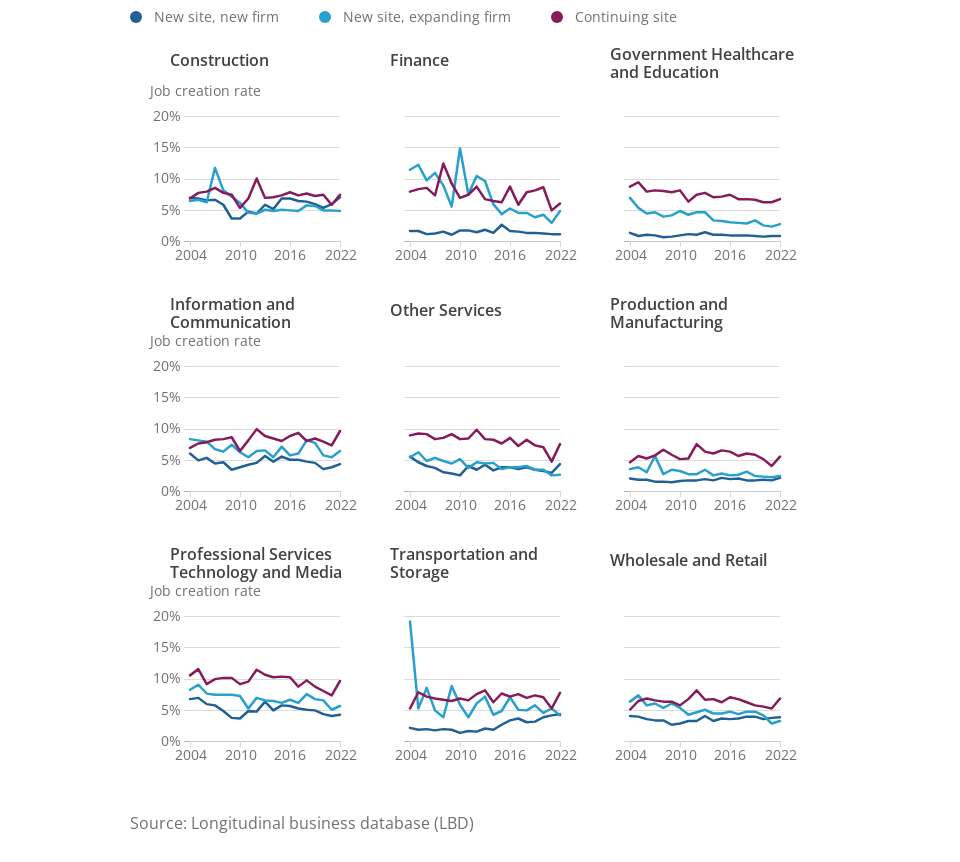 New site, new firm
New site, expanding firm
Continuing site
Construction
Finance
Government Healthcare
and Education
Job creation rate
20%
15%
10%
5%
0%
2004 2010 2016 2022
2004 2010 2016 2022
2004 2010 2016 2022
Information and
Communication
Other Services
Production and
Manufacturing
Job creation rate
20%
15%
10%
5%
0%
2004 2010 2016 2022
2004 2010 2016 2022
2004 2010 2016 2022
Professional Services
Technology and Media
Transportation and
Storage
Wholesale and Retail
Job creation rate
20%
15%
10%
5%
0%
2004 2010 2016 2022
2004 2010 2016 2022
2004 2010 2016 2022
Source: Longitudinal business database (LBD)